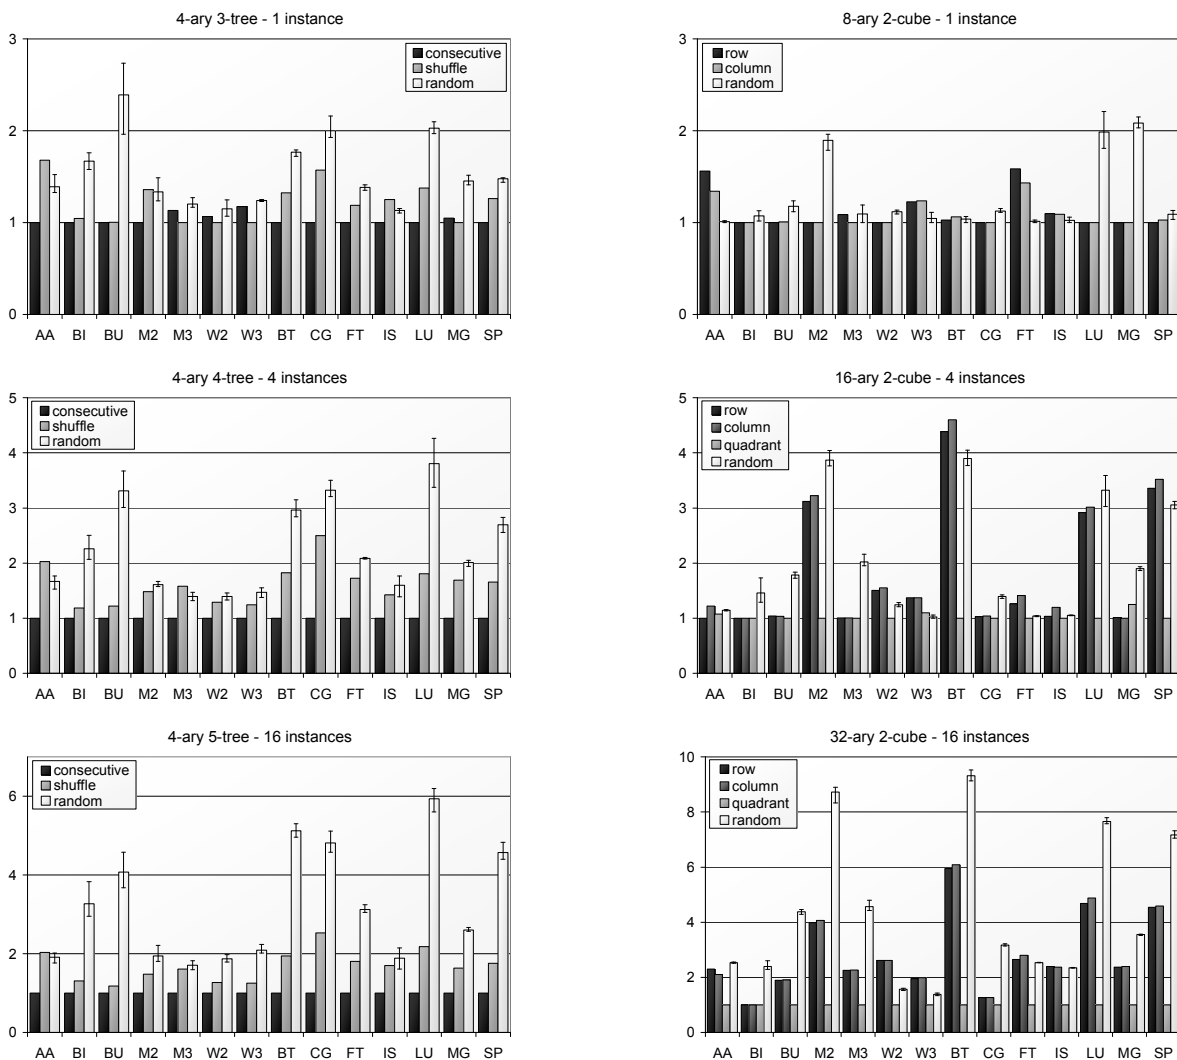 4-ary 3-tree - 1 instance
3
2
1
0
consecutive
shuffle
random
AA BI BU M2 M3 W2 W3 BT CG FT IS LU MG SP
8-ary 2-cube - 1 instance
3
2
1
0
row
column
random
AA BI BU M2 M3 W2 W3 BT CG FT IS LU MG SP
4-ary 4-tree - 4 instances
5
4
3
2
1
0
consecutive
shuffle
random
AA BI BU M2 M3 W2 W3 BT CG FT IS LU MG SP
16-ary 2-cube - 4 instances
5
4
3
2
1
0
row
column
quadrant
random
AA BI BU M2 M3 W2 W3 BT CG FT IS LU MG SP
4-ary 5-tree - 16 instances
6
4
2
0
consecutive
shuffle
random
AA BI BU M2 M3 W2 W3 BT CG FT IS LU MG SP
32-ary 2-cube - 16 instances
10
8
6
4
2
0
row
column
quadrant
random
AA BI BU M2 M3 W2 W3 BT CG FT IS LU MG SP